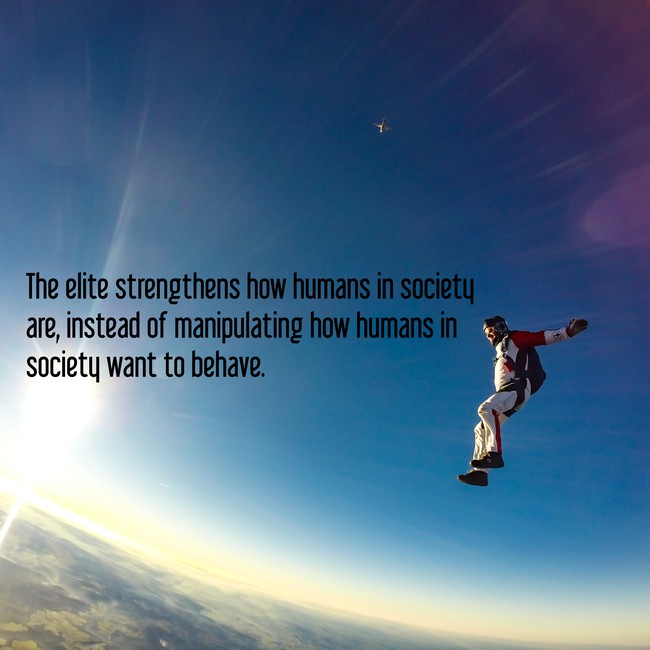 The elite strengthens how humans in society
are, instead of manipulating how humans in
society want to behave.